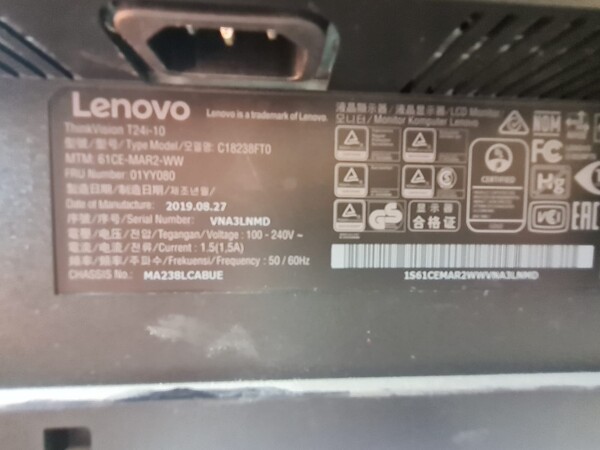 Lenovo
Lenovo is a trademark of Lenovo.
ThinkVision T24i-10
型號/型号/Type Model/모델명: C18238FT0
MTM: 61CE-MAR2-WW
FRU Number: 01YY080
製造日期/制造日期/제조년월/
Date of Manufacture: 2019.08.27
序號/序号/Serial Number: VNA3LNMD
電壓/电压/Tegangan/Voltage: 100-240V~
電流/电流/전류/Current: 1.5(1,5A)
頻率/频率/주파수/Frekuensi/Frequency: 50/60Hz
CHASSIS No.: MA238LCABUE
液晶顯示器/液晶显示器/LCD Monitor
모니터/Monitor Komputer Lenovo
NOM
CERTIFIED
FC
Hg
显示器
合格证
GS
VCI
EAC
1S61CEMAR2WWVNA3LNMD